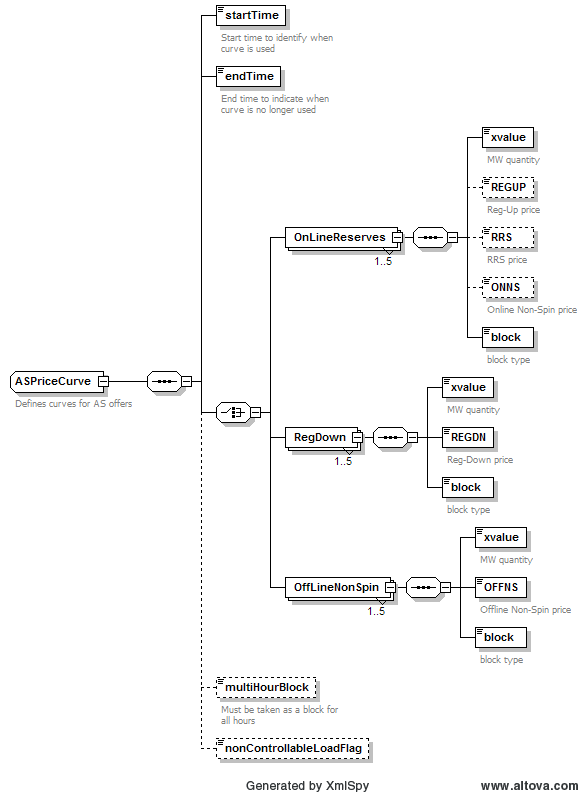 startTime
Start time to identify when
curve is used
endTime
End time to indicate when
curve is no longer used
xvalue
MW quantity
REGUP
Reg-Up price
OnLineReserves
1..5
RRS
RRS price
ONNS
Online Non-Spin price
block
block type
ASPriceCurve
Defines curves for AS offers
xvalue
MW quantity
RegDown
1..5
REGDN
Reg-Down price
block
block type
xvalue
MW quantity
OffLineNonSpin
1..5
OFFNS
Offline Non-Spin price
block
block type
multiHourBlock
Must be taken as a block for
all hours
nonControllableLoadFlag
Generated by XmlSpy
www.altova.com